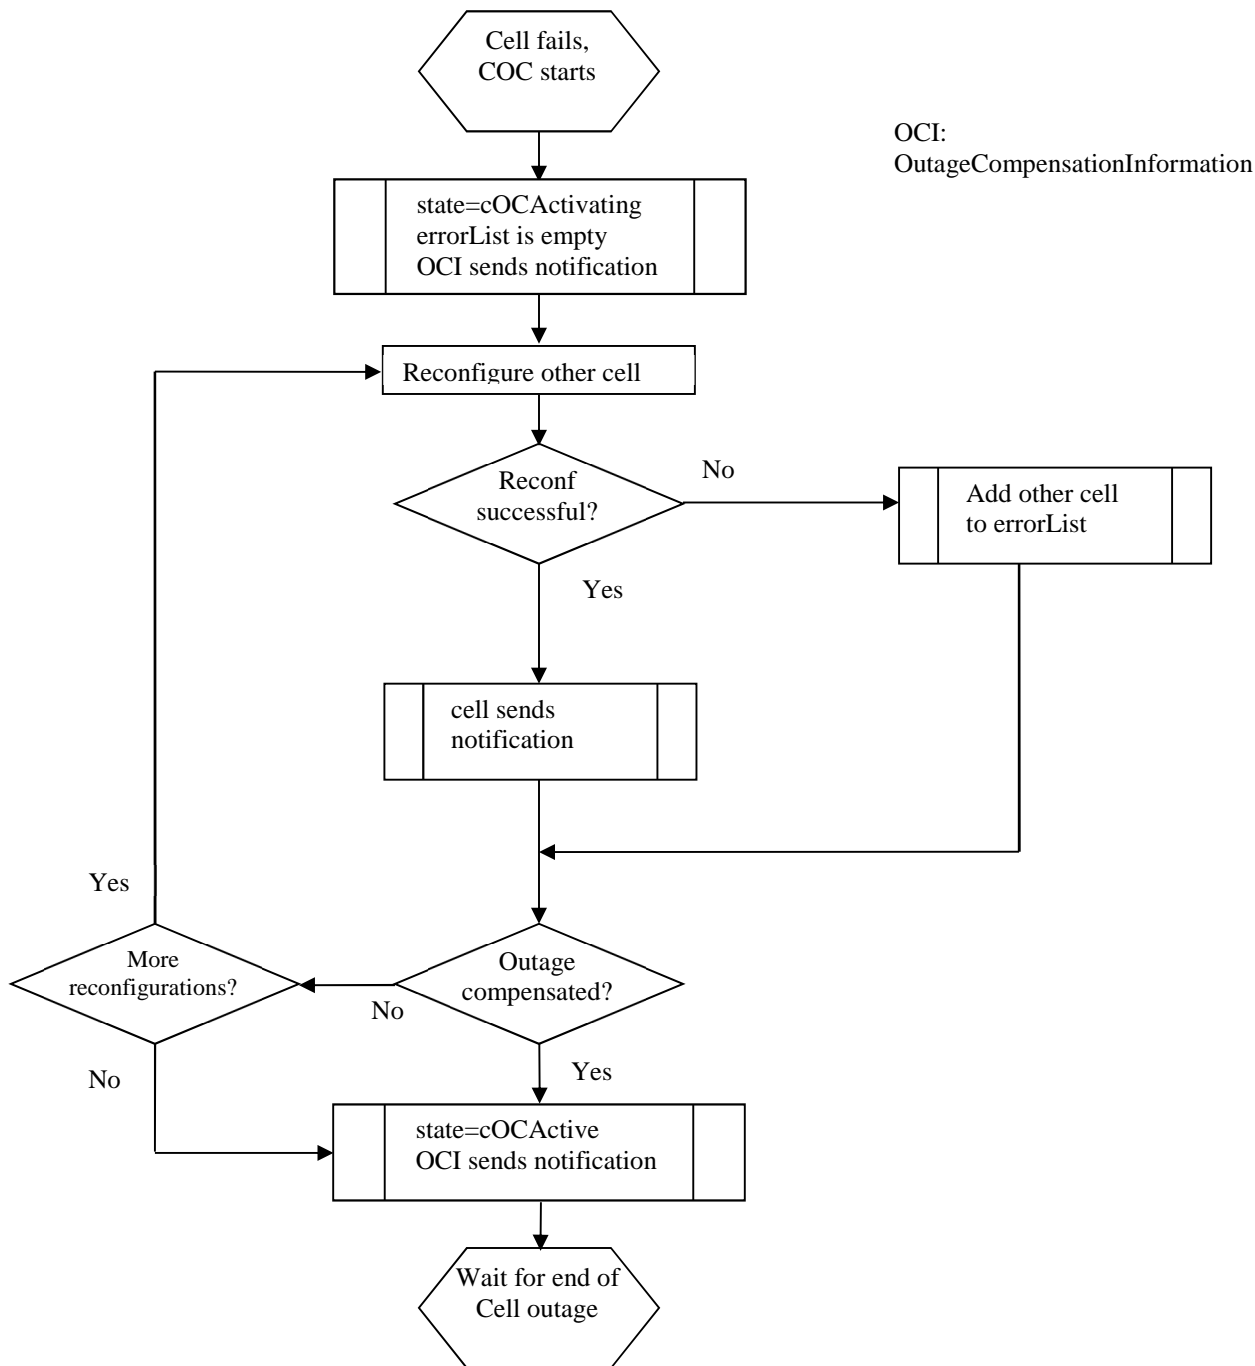 Cell fails,
COC starts
OCI:
OutageCompensationInformation
state=cOCActivating
errorList is empty
OCI sends notification
Reconfigure other cell
Reconf
successful?
No
Add other cell
to errorList
Yes
cell sends
notification
Yes
More
reconfigurations?
Outage
compensated?
No
No
Yes
state=cOCActive
OCI sends notification
Wait for end of
Cell outage